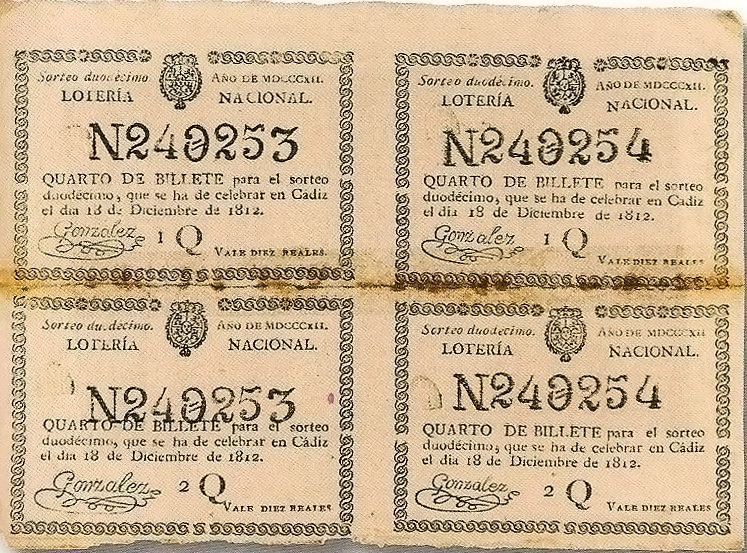 Sorteo duodécimo. AÑO DE MDCCCXII.
LOTERÍA NACIONAL.
N240253
QUARTO DE BILLETE para el sorteo
duodécimo, que se ha de celebrar en Cádiz
el dia 18 de Diciembre de 1812.
Gonzalez 1 Q
VALE DIEZ REALES.
Sorteo duodécimo. AÑO DE MDCCCXII.
LOTERÍA NACIONAL.
N240254
QUARTO DE BILLETE para el sorteo
duodécimo, que se ha de celebrar en Cádiz
el dia 18 de Diciembre de 1812.
Gonzalez 1 Q
VALE DIEZ REALES
Sorteo duodécimo. AÑO DE MDCCCXII.
LOTERÍA NACIONAL.
N240253
QUARTO DE BILLETE para el sorteo
duodécimo, que se ha de celebrar en Cádiz
el dia 18 de Diciembre de 1812.
Gonzalez 2 Q
VALE DIEZ REALES
Sorteo duodécimo. AÑO DE MDCCCXII
LOTERÍA NACIONAL.
N240254
QUARTO DE BILLETE para el sorteo
duodécimo, que se ha de celebrar en Cádiz
el dia 18 de Diciembre de 1812.
Gonzalez 2 Q
VALE DIEZ REALES